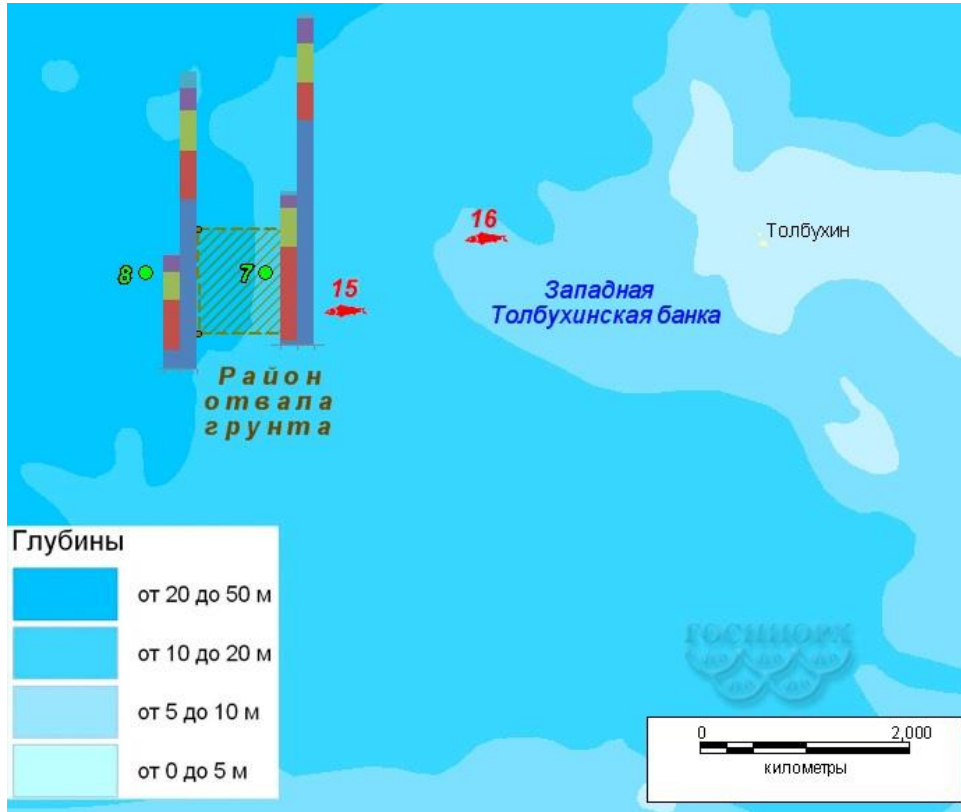 16
Толбухин
8
7
15
Западная
Толбухинская банка
Район
отвала
грунта
Глубины
от 20 до 50 м
от 10 до 20 м
от 5 до 10 м
от 0 до 5 м
ГОСНИОРХ
0 2,000
километры